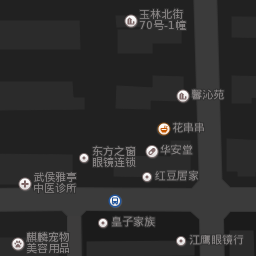 玉林北街
70号-1幢
馨沁苑
花串串
东方之窗
眼镜连锁
华安堂
红豆居家
武侯雅亭
中医诊所
皇子家族
麒麟宠物
美容用品
江鹰眼镜行